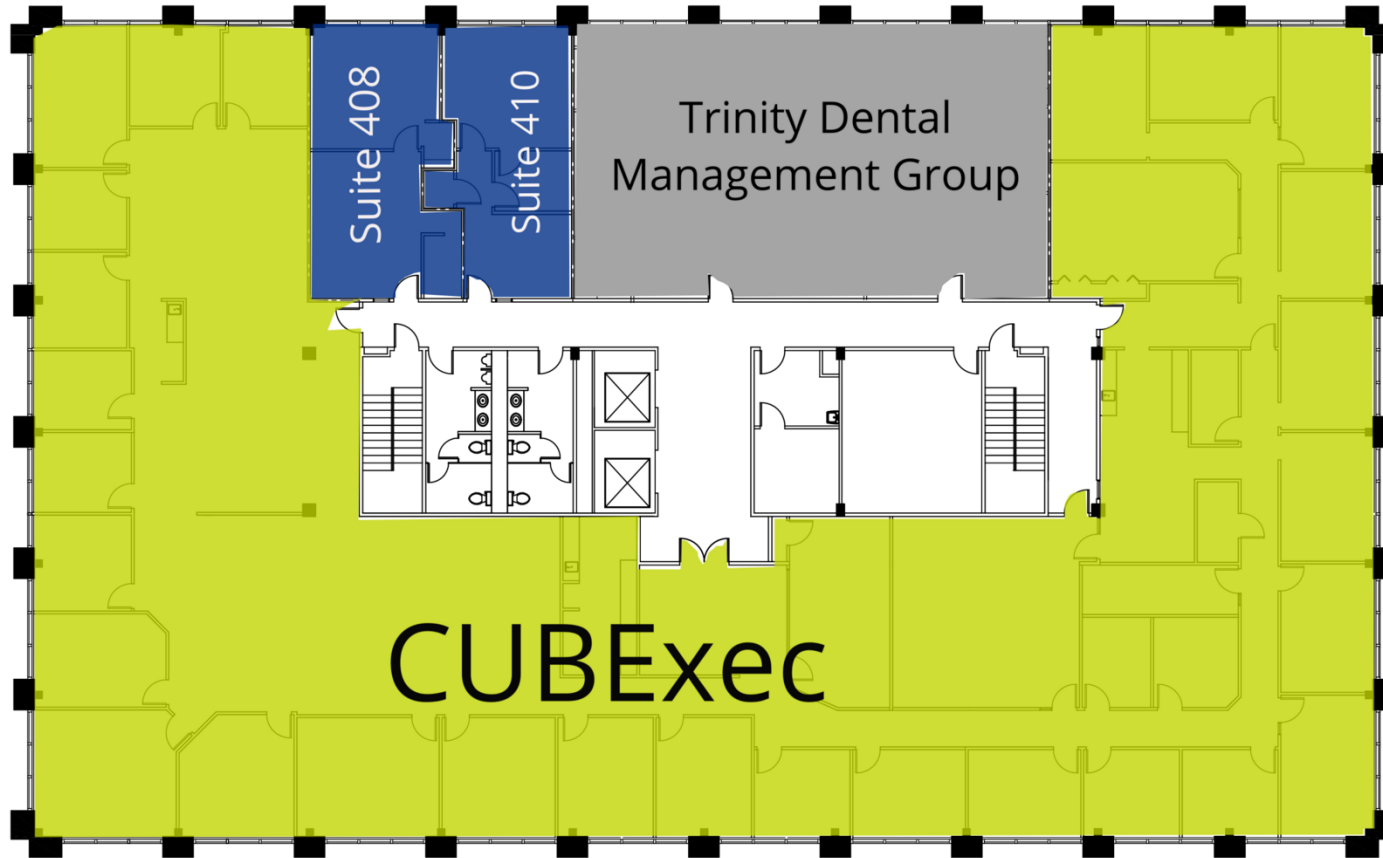 Suite 408
Suite 410
Trinity Dental
Management Group
CUBExec